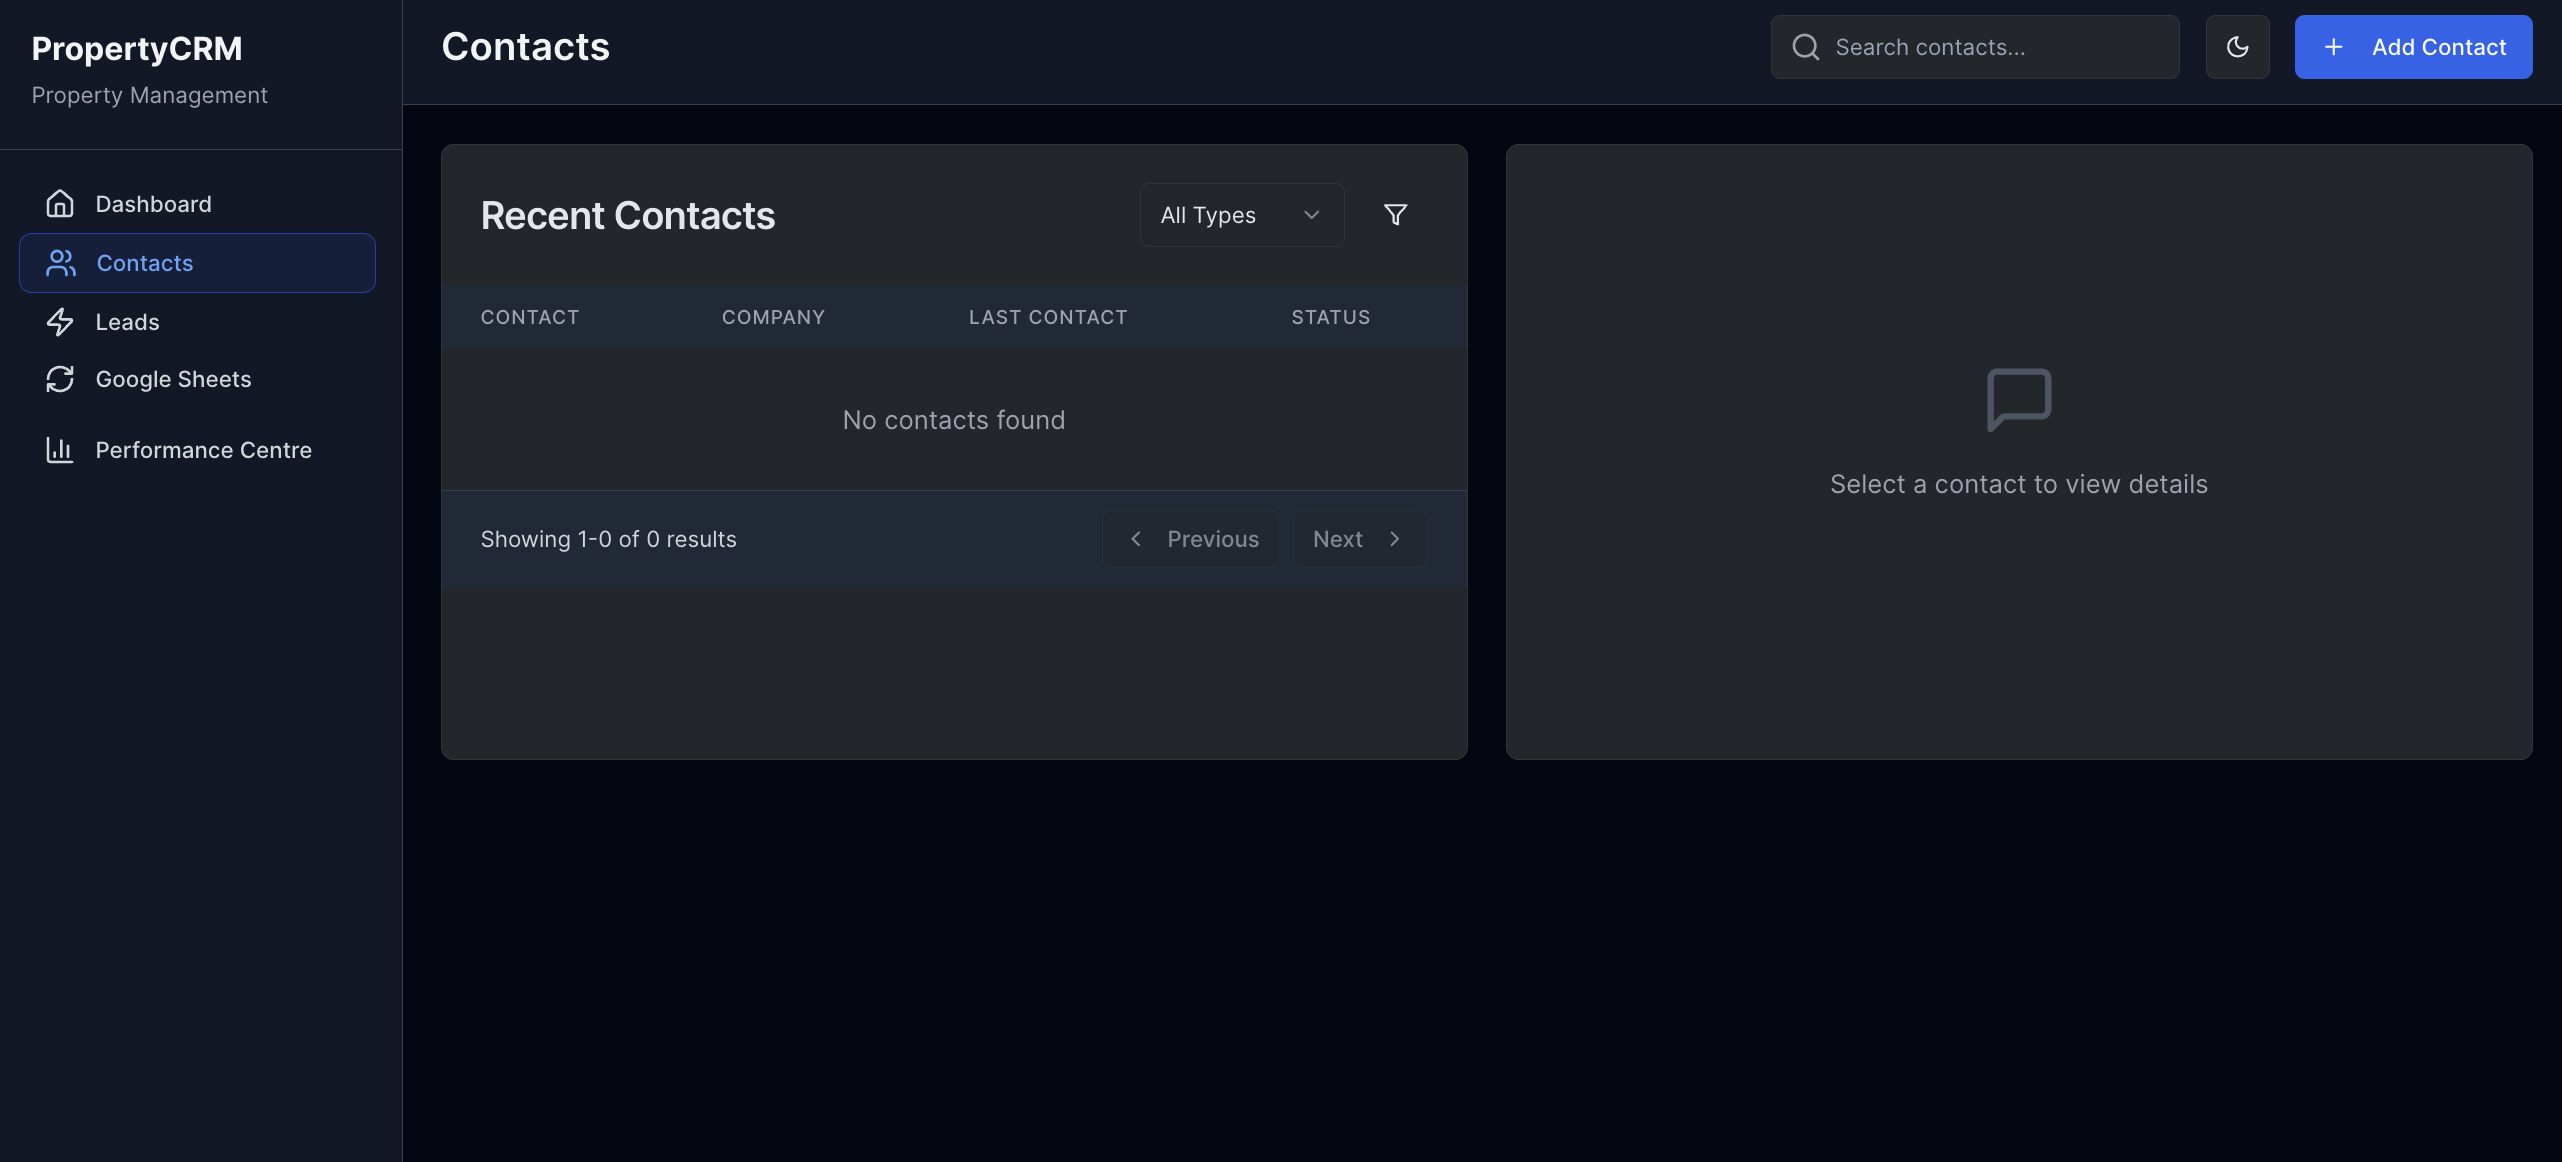 PropertyCRM
Property Management
Dashboard
Contacts
Leads
Google Sheets
Performance Centre
Contacts
Search contacts...
Add Contact
Recent Contacts
All Types
CONTACT COMPANY LAST CONTACT STATUS
No contacts found
Showing 1-0 of 0 results
Previous
Next
Select a contact to view details